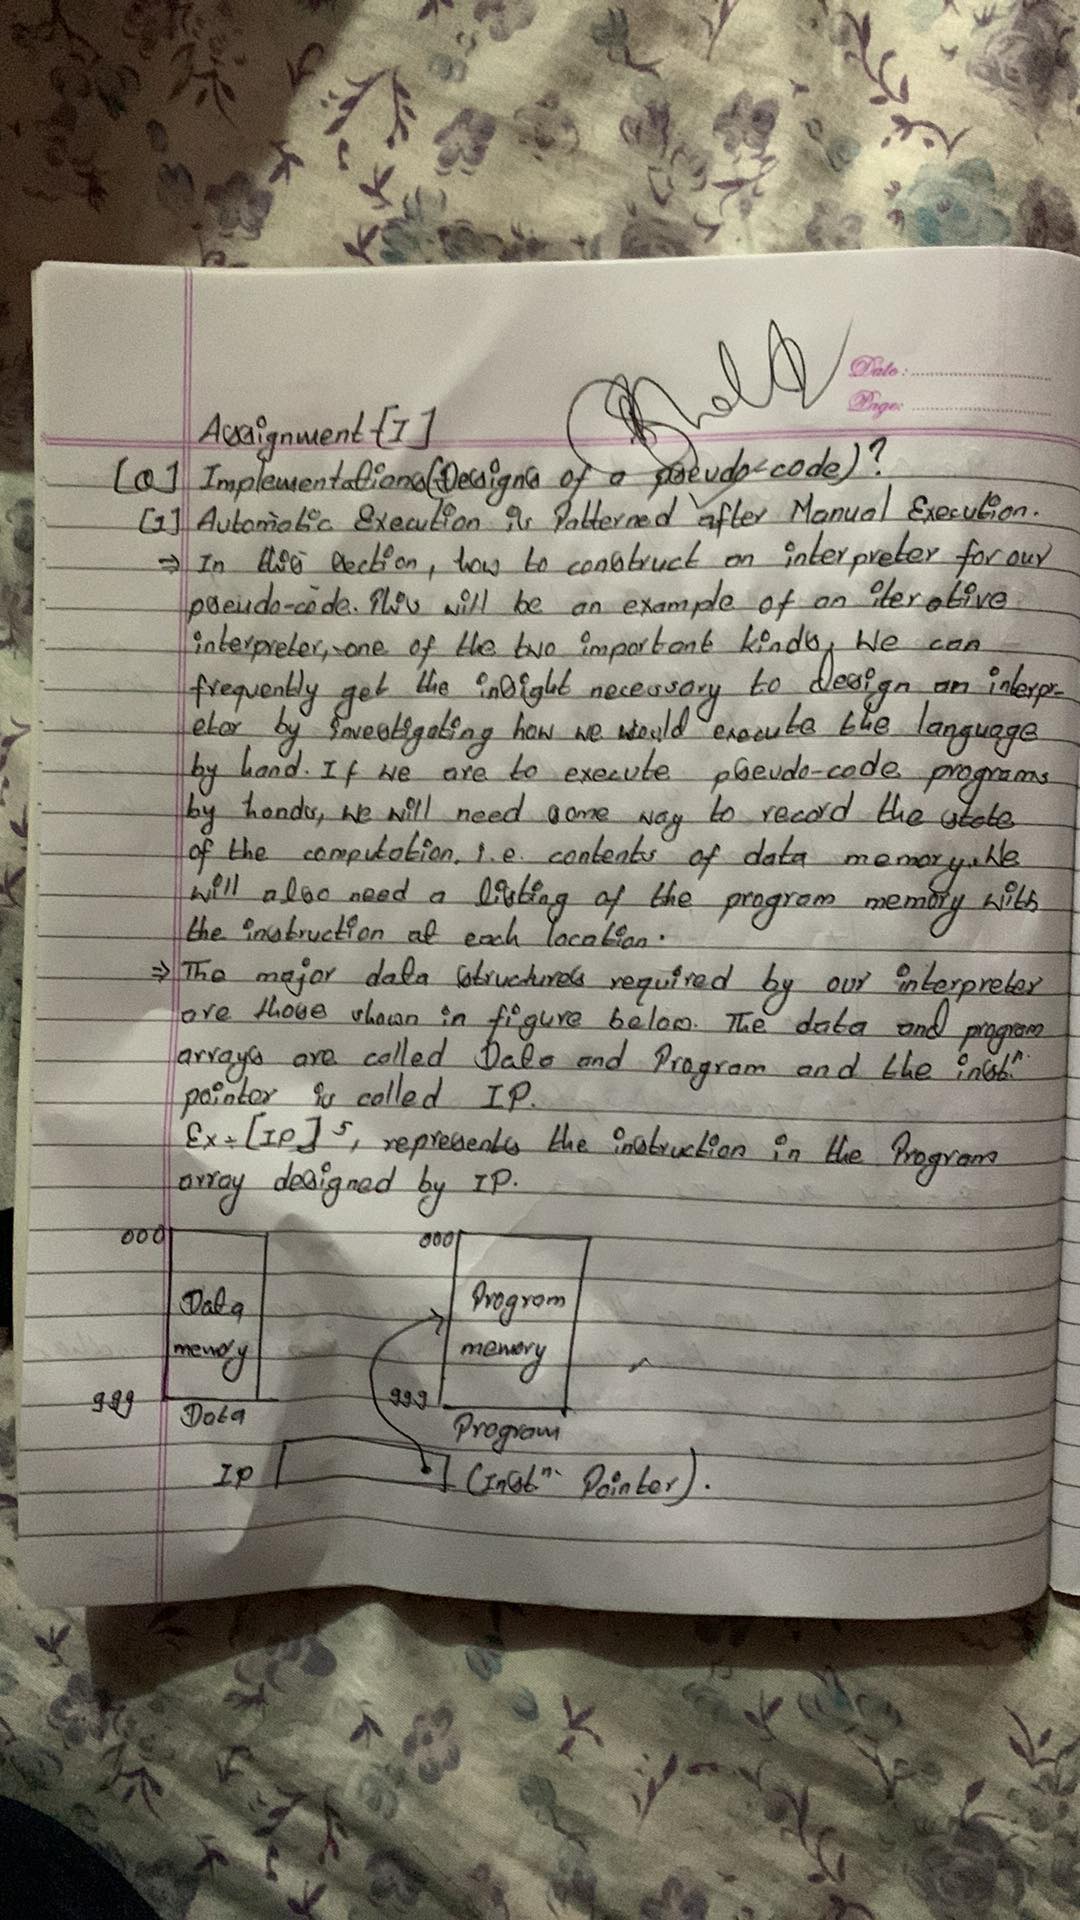 Date:
Page:
Assignment-[I]
[Q] Implementations(Designs of a pseudo-code)?
[1] Automatic Execution is Patterned after Manual Execution.
⇒ In this section, how to construct an interpreter for our
pseudo-code. This will be an example of an iterative
interpreter, one of the two important kinds, We can
frequently get the insight necessary to design an interpr-
etor by investigating how we would execute the language
by hand. If we are to execute pseudo-code programs
by hands, we will need some way to record the state
of the computation, i.e. contents of data memory. We
will also need a listing of the program memory with
the instruction at each location.
⇒ The major data structures required by our interpreter
are those shown in figure below. The data and program
arrays are called Data and Program and the instⁿ.
pointer is called IP.
Ex= [IP] 5, represents the instruction in the Program
array designed by IP.
000 000
Data Program
memory memory
999 999
Data Program
IP (Instⁿ. Pointer).